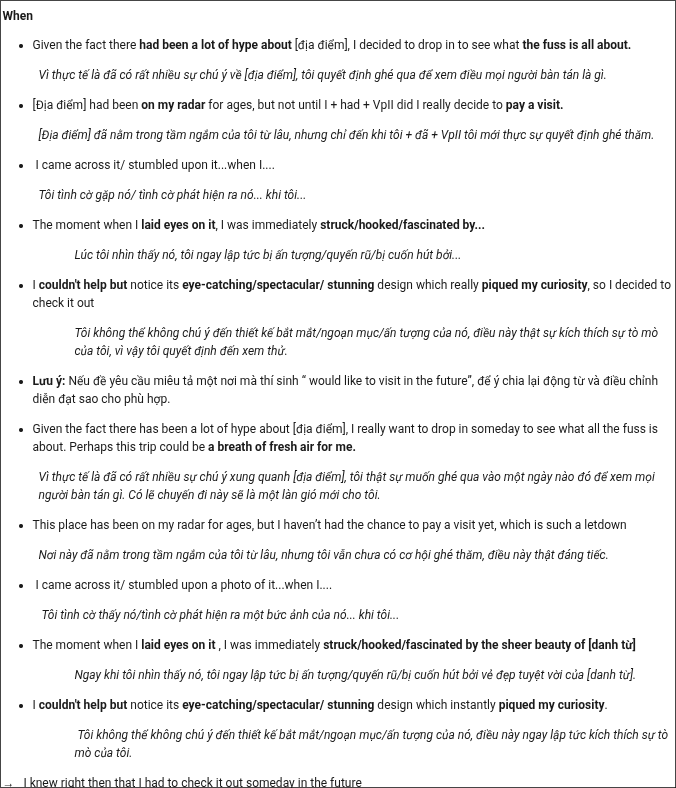 When
• Given the fact there had been a lot of hype about [địa điểm], I decided to drop in to see what the fuss is all about.
Vì thực tế là đã có rất nhiều sự chú ý về [địa điểm], tôi quyết định ghé qua để xem điều mọi người bàn tán là gì.
• [Địa điểm] had been on my radar for ages, but not until I + had + VpII did I really decide to pay a visit.
[Địa điểm] đã nằm trong tầm ngắm của tôi từ lâu, nhưng chỉ đến khi tôi + đã + VpII tôi mới thực sự quyết định ghé thăm.
• I came across it/ stumbled upon it...when I....
Tôi tình cờ gặp nó/ tình cờ phát hiện ra nó... khi tôi...
• The moment when I laid eyes on it, I was immediately struck/hooked/fascinated by...
Lúc tôi nhìn thấy nó, tôi ngay lập tức bị ấn tượng/quyến rũ/bị cuốn hút bởi...
• I couldn't help but notice its eye-catching/spectacular/ stunning design which really piqued my curiosity, so I decided to
check it out
Tôi không thể không chú ý đến thiết kế bắt mắt/ngoạn mục/ấn tượng của nó, điều này thật sự kích thích sự tò mò
của tôi, vì vậy tôi quyết định đến xem thử.
• Lưu ý: Nếu đề yêu cầu miêu tả một nơi mà thí sinh “ would like to visit in the future”, để ý chia lại động từ và điều chỉnh
diễn đạt sao cho phù hợp.
• Given the fact there has been a lot of hype about [địa điểm], I really want to drop in someday to see what all the fuss is
about. Perhaps this trip could be a breath of fresh air for me.
Vì thực tế là đã có rất nhiều sự chú ý xung quanh [địa điểm], tôi thật sự muốn ghé qua vào một ngày nào đó để xem mọi
người bàn tán gì. Có lẽ chuyến đi này sẽ là một làn gió mới cho tôi.
• This place has been on my radar for ages, but I haven’t had the chance to pay a visit yet, which is such a letdown
Nơi này đã nằm trong tầm ngắm của tôi từ lâu, nhưng tôi vẫn chưa có cơ hội ghé thăm, điều này thật đáng tiếc.
• I came across it/ stumbled upon a photo of it...when I....
Tôi tình cờ thấy nó/tình cờ phát hiện ra một bức ảnh của nó... khi tôi...
• The moment when I laid eyes on it , I was immediately struck/hooked/fascinated by the sheer beauty of [danh từ]
Ngay khi tôi nhìn thấy nó, tôi ngay lập tức bị ấn tượng/quyến rũ/bị cuốn hút bởi vẻ đẹp tuyệt vời của [danh từ].
• I couldn't help but notice its eye-catching/spectacular/ stunning design which instantly piqued my curiosity.
Tôi không thể không chú ý đến thiết kế bắt mắt/ngoạn mục/ấn tượng của nó, điều này ngay lập tức kích thích sự tò
mò của tôi.
→ I knew right then that I had to check it out someday in the future